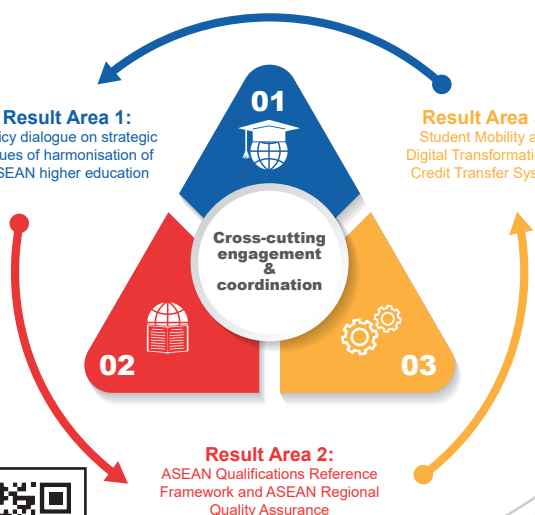 01
Result Area 1:
icy dialogue on strategic
ues of harmonisation of
SEAN higher education
Result Area
Student Mobility a
Digital Transformati
Credit Transfer Sys
Cross-cutting
engagement
&
coordination
02
03
Result Area 2:
ASEAN Qualifications Reference
Framework and ASEAN Regional
Quality Assurance